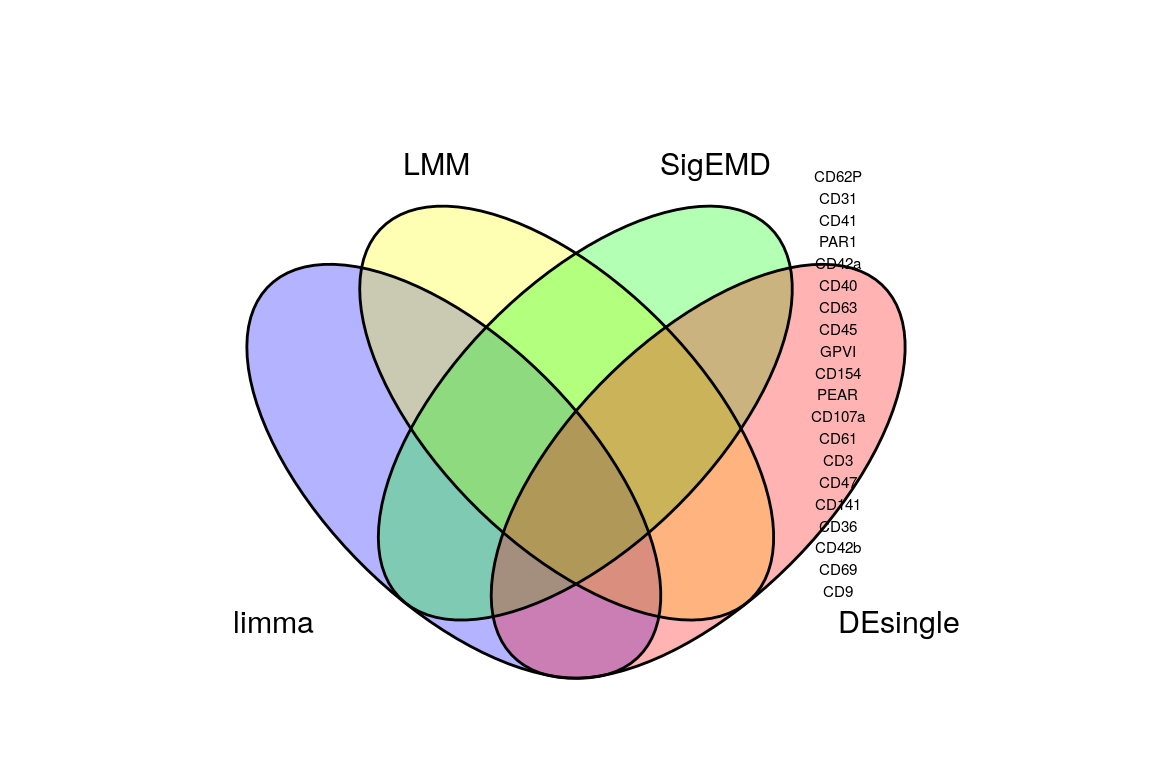 LMM
SigEMD
CD62P
CD31
CD41
PAR1
CD42a
CD40
CD63
CD45
GPVI
CD154
PEAR
CD107a
CD61
CD3
CD47
CD141
CD36
CD42b
CD69
CD9
limma
DEsingle